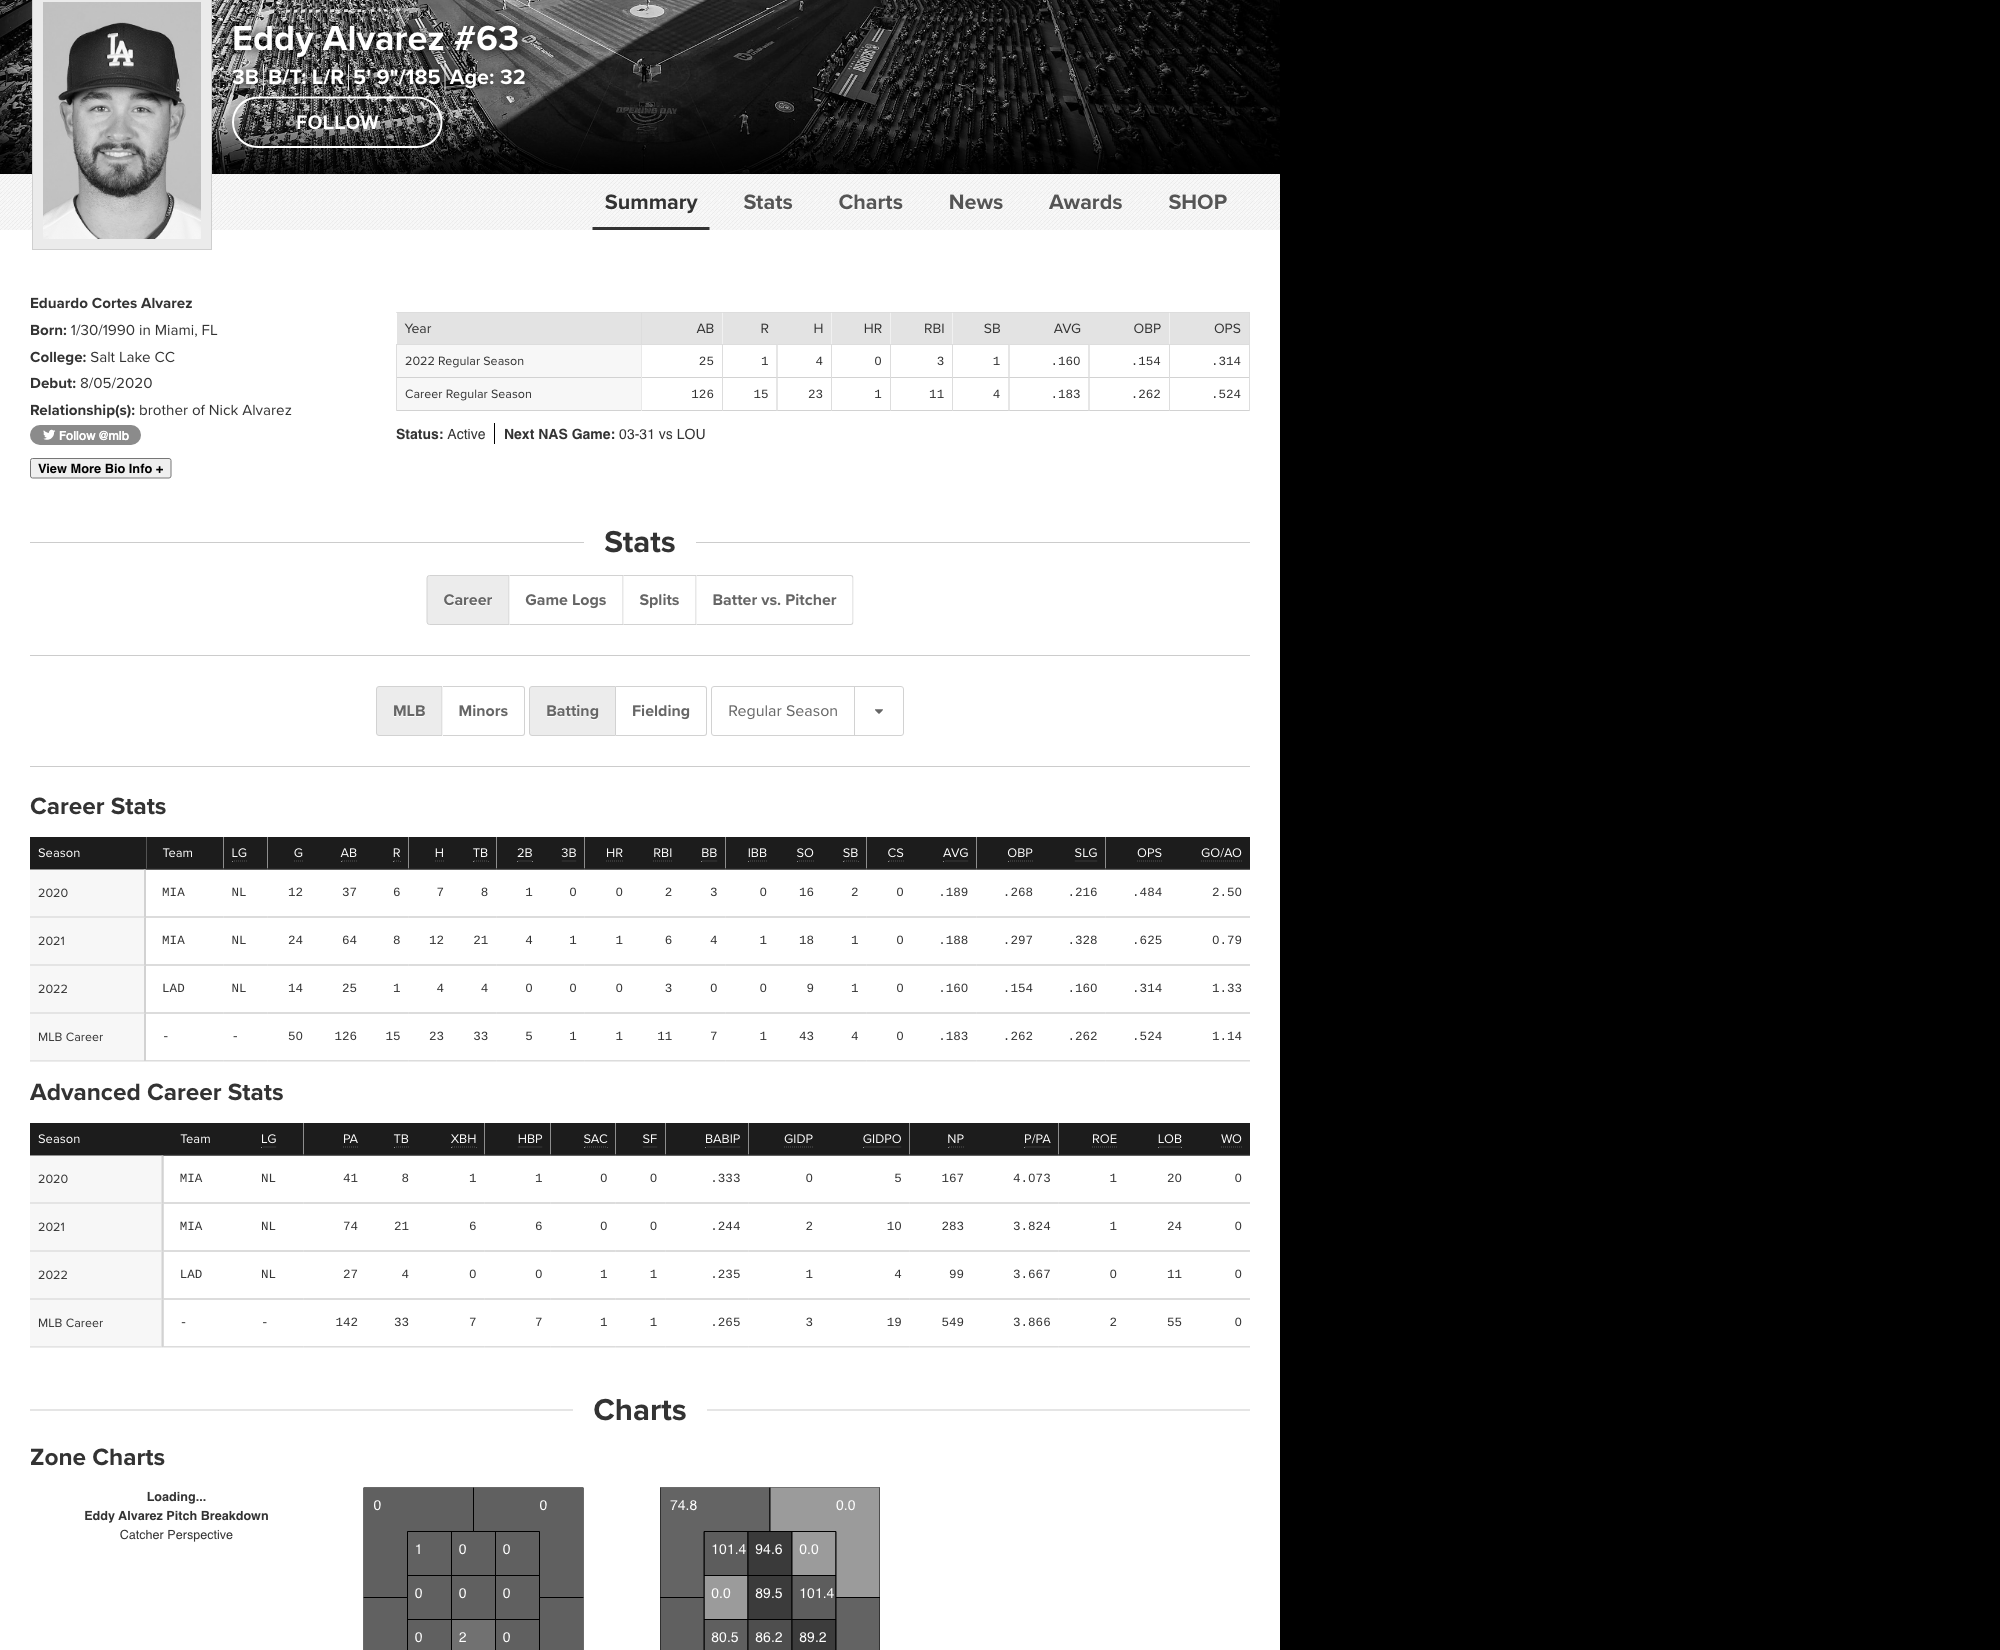 Eddy Alvarez #63
3B B/T: L/R 5' 9"/185 Age: 32
FOLLOW
LA
OPENING DAY
Summary Stats Charts News Awards SHOP
Eduardo Cortes Alvarez
Born: 1/30/1990 in Miami, FL
College: Salt Lake CC
Debut: 8/05/2020
Relationship(s): brother of Nick Alvarez
Follow @mlb
View More Bio Info +
Year AB R H HR RBI SB AVG OBP OPS
2022 Regular Season 25 1 4 0 3 1 .160 .154 .314
Career Regular Season 126 15 23 1 11 4 .183 .262 .524
Status: Active Next NAS Game: 03-31 vs LOU
Stats
Career Game Logs Splits Batter vs. Pitcher
MLB Minors Batting Fielding Regular Season
Career Stats
Season Team LG G AB R H TB 2B 3B HR RBI BB IBB SO SB CS AVG OBP SLG OPS GO/AO
2020 MIA NL 12 37 6 7 8 1 0 0 2 3 0 16 2 0 .189 .268 .216 .484 2.50
2021 MIA NL 24 64 8 12 21 4 1 1 6 4 1 18 1 0 .188 .297 .328 .625 0.79
2022 LAD NL 14 25 1 4 4 0 0 0 3 0 0 9 1 0 .160 .154 .160 .314 1.33
MLB Career - - 50 126 15 23 33 5 1 1 11 7 1 43 4 0 .183 .262 .262 .524 1.14
Advanced Career Stats
Season Team LG PA TB XBH HBP SAC SF BABIP GIDP GIDPO NP P/PA ROE LOB WO
2020 MIA NL 41 8 1 1 0 0 .333 0 5 167 4.073 1 20 0
2021 MIA NL 74 21 6 6 0 0 .244 2 10 283 3.824 1 24 0
2022 LAD NL 27 4 0 0 1 1 .235 1 4 99 3.667 0 11 0
MLB Career - - 142 33 7 7 1 1 .265 3 19 549 3.866 2 55 0
Charts
Zone Charts
Loading...
Eddy Alvarez Pitch Breakdown
Catcher Perspective
0 0
1 0 0
0 0 0
0 2 0
74.8 0.0
101.4 94.6 0.0
0.0 89.5 101.4
80.5 86.2 89.2